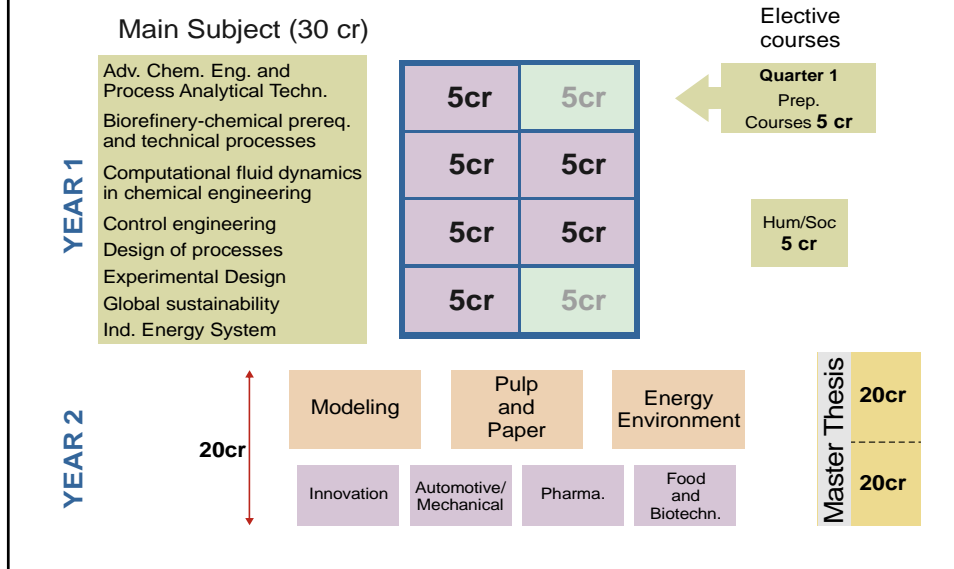 Main Subject (30 cr)
Elective
courses
YEAR 1
Adv. Chem. Eng. and
Process Analytical Techn.
Biorefinery-chemical prereq.
and technical processes
Computational fluid dynamics
in chemical engineering
Control engineering
Design of processes
Experimental Design
Global sustainability
Ind. Energy System
5cr 5cr
5cr 5cr
5cr 5cr
5cr 5cr
Quarter 1
Prep.
Courses 5 cr
Hum/Soc
5 cr
YEAR 2
20cr
Modeling
Pulp
and
Paper
Energy
Environment
Innovation
Automotive/
Mechanical
Pharma.
Food
and
Biotechn.
Master Thesis
20cr
20cr